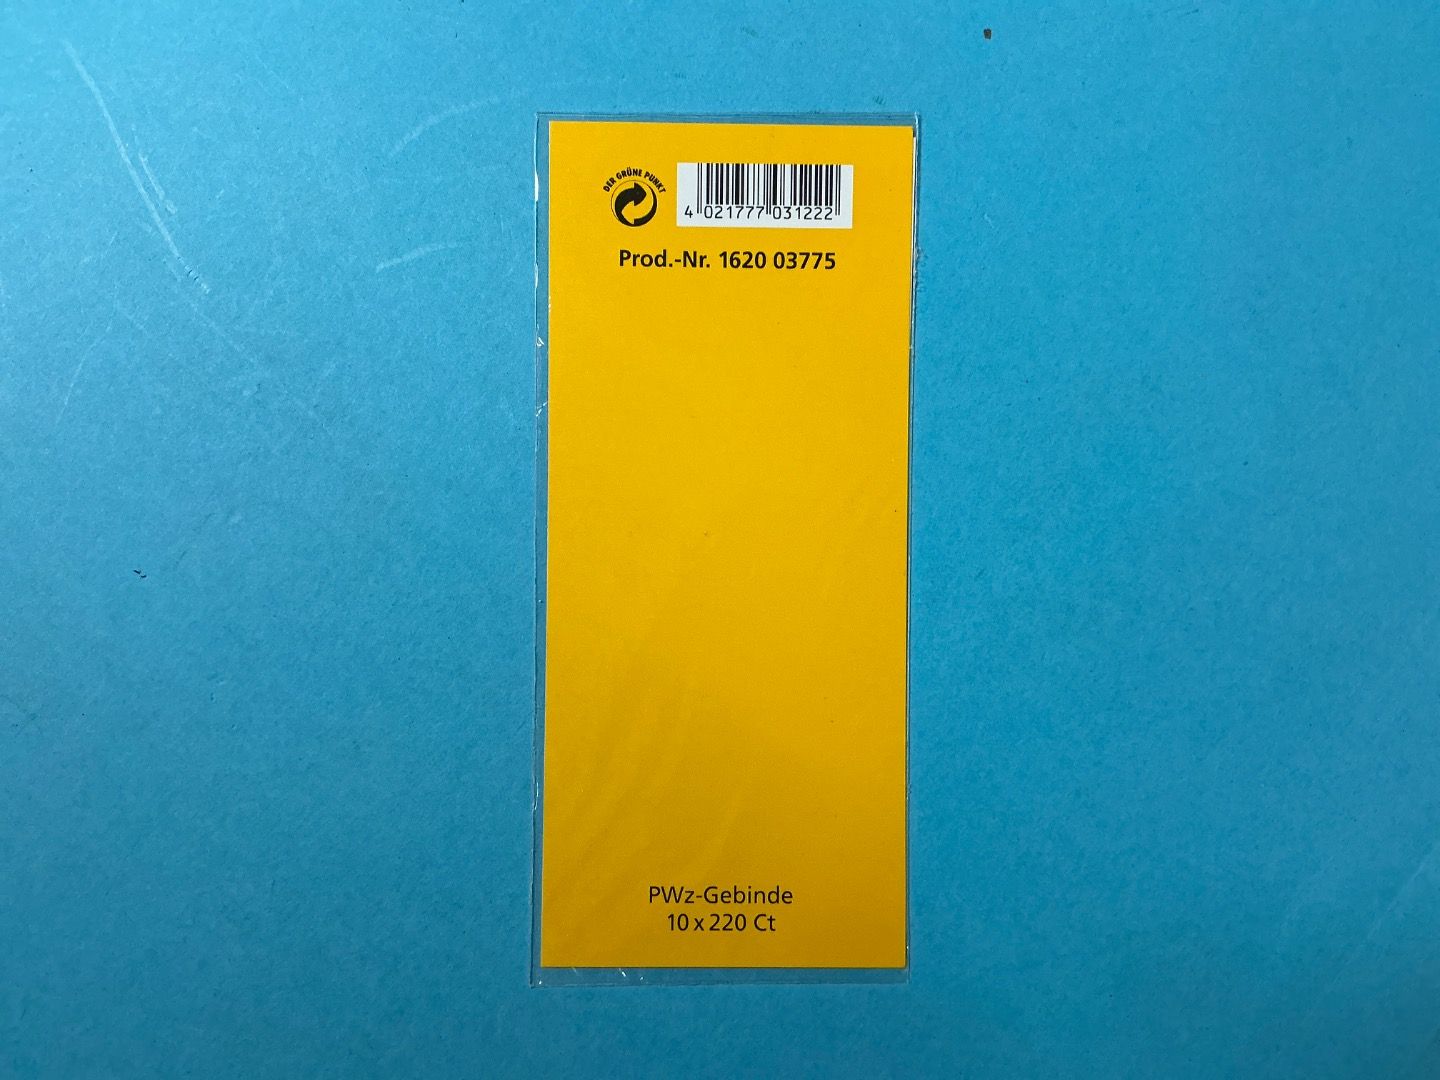 DER GRÜNE PUNKT
4 021777 031222
Prod.-Nr. 1620 03775
PWz-Gebinde
10 x 220 Ct